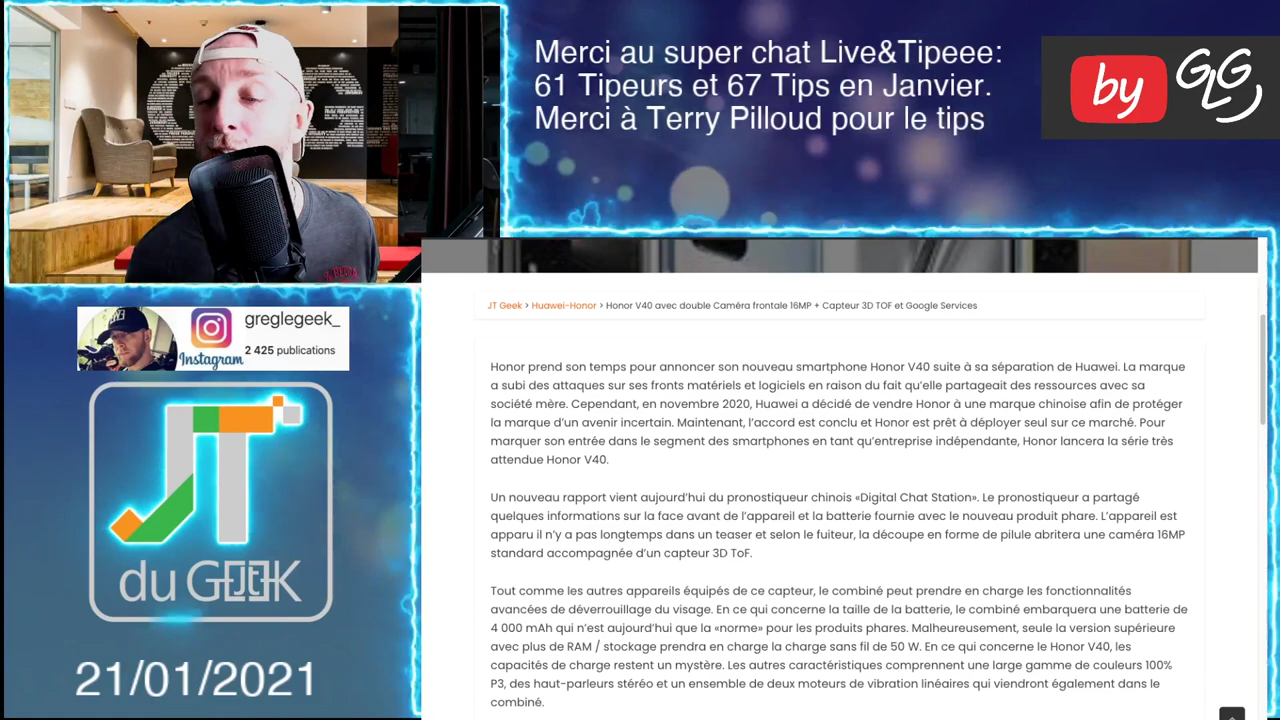 Merci au super chat Live&Tipeee:
61 Tipeurs et 67 Tips en Janvier.
Merci à Terry Pilloud pour le tips
by GLG
greglegeek_
Instagram
2 425 publications
JT
du GEEK
21/01/2021
JT Geek > Huawei-Honor > Honor V40 avec double Caméra frontale 16MP + Capteur 3D TOF et Google Services
Honor prend son temps pour annoncer son nouveau smartphone Honor V40 suite à sa séparation de Huawei. La marque
a subi des attaques sur ses fronts matériels et logiciels en raison du fait qu’elle partageait des ressources avec sa
société mère. Cependant, en novembre 2020, Huawei a décidé de vendre Honor à une marque chinoise afin de protéger
la marque d’un avenir incertain. Maintenant, l’accord est conclu et Honor est prêt à déployer seul sur ce marché. Pour
marquer son entrée dans le segment des smartphones en tant qu’entreprise indépendante, Honor lancera la série très
attendue Honor V40.
Un nouveau rapport vient aujourd’hui du pronostiqueur chinois «Digital Chat Station». Le pronostiqueur a partagé
quelques informations sur la face avant de l’appareil et la batterie fournie avec le nouveau produit phare. L’appareil est
apparu il n’y a pas longtemps dans un teaser et selon le fuiteur, la découpe en forme de pilule abritera une caméra 16MP
standard accompagnée d’un capteur 3D ToF.
Tout comme les autres appareils équipés de ce capteur, le combiné peut prendre en charge les fonctionnalités
avancées de déverrouillage du visage. En ce qui concerne la taille de la batterie, le combiné embarquera une batterie de
4 000 mAh qui n’est aujourd’hui que la «norme» pour les produits phares. Malheureusement, seule la version supérieure
avec plus de RAM / stockage prendra en charge la charge sans fil de 50 W. En ce qui concerne le Honor V40, les
capacités de charge restent un mystère. Les autres caractéristiques comprennent une large gamme de couleurs 100%
P3, des haut-parleurs stéréo et un ensemble de deux moteurs de vibration linéaires qui viendront également dans le
combiné.